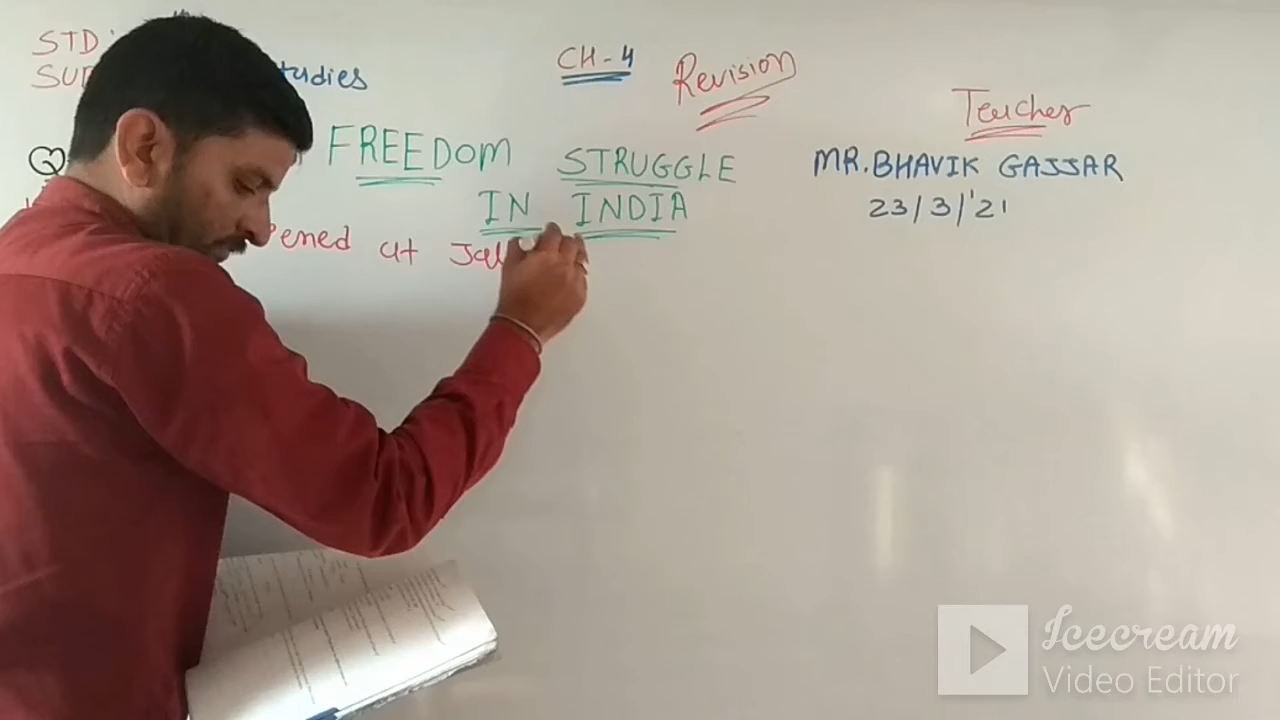 STD
CH-4 Revision
SUB tudies
Teacher
FREEDOM STRUGGLE
IN INDIA
MR. BHAVIK GAJJAR
23/3/'21
Q
pened at Jall
Icecream
Video Editor